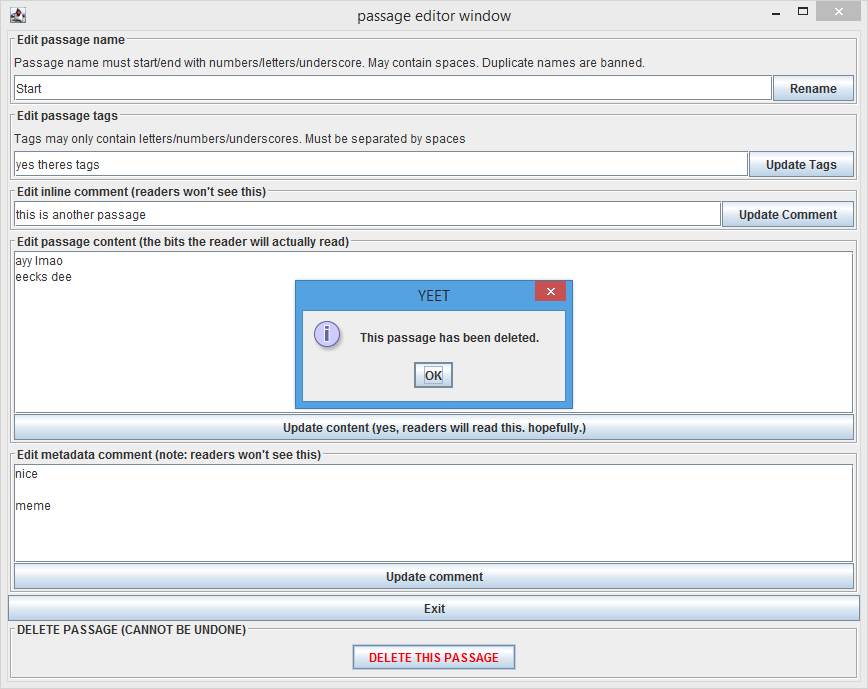 passage editor window
Edit passage name
Passage name must start/end with numbers/letters/underscore. May contain spaces. Duplicate names are banned.
Start
Rename
Edit passage tags
Tags may only contain letters/numbers/underscores. Must be separated by spaces
yes theres tags
Update Tags
Edit inline comment (readers won't see this)
this is another passage
Update Comment
Edit passage content (the bits the reader will actually read)
ayy lmao
eecks dee
YEET
This passage has been deleted.
OK
Update content (yes, readers will read this. hopefully.)
Edit metadata comment (note: readers won't see this)
nice
meme
Update comment
Exit
DELETE PASSAGE (CANNOT BE UNDONE)
DELETE THIS PASSAGE